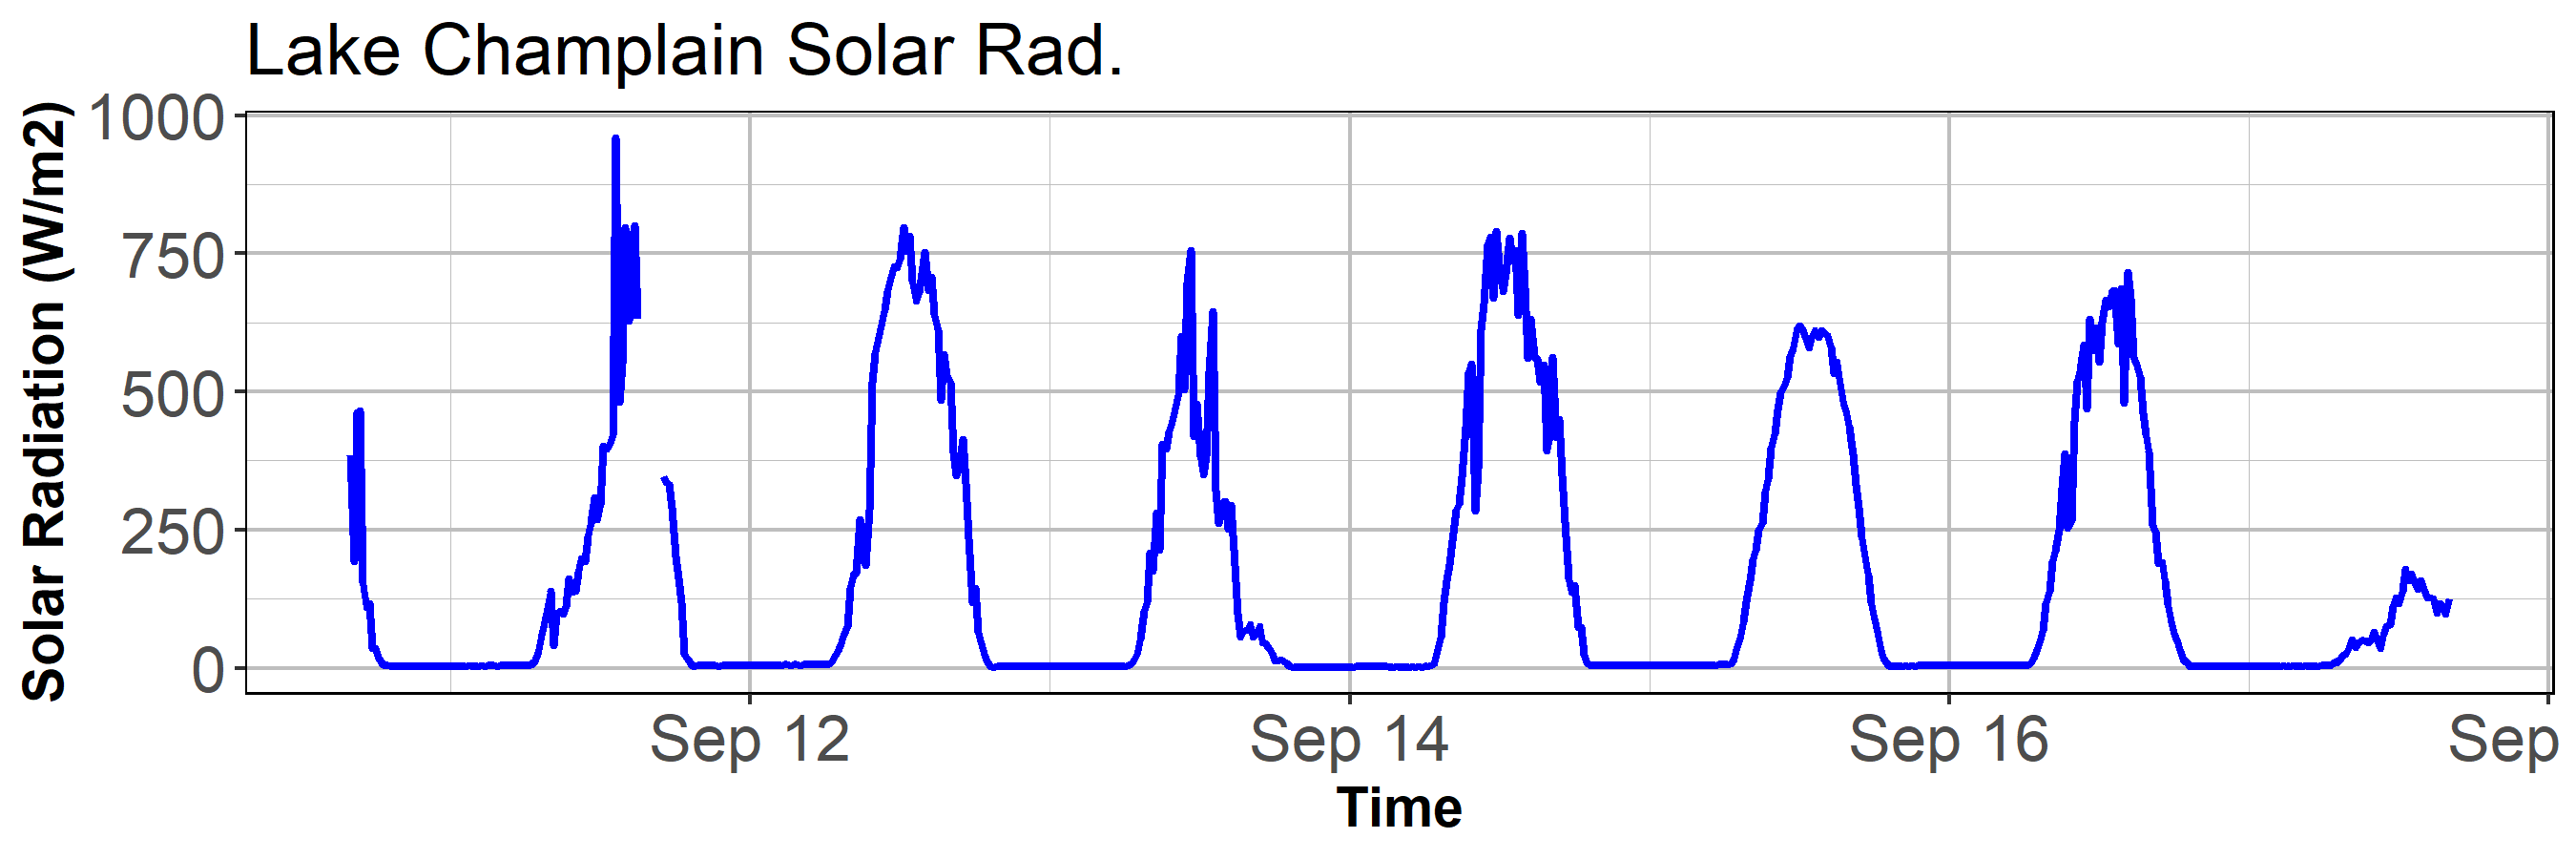 Lake Champlain Solar Rad.
Solar Radiation (W/m2)
1000
750
500
250
0
Sep 12 Sep 14 Sep 16 Sep
Time